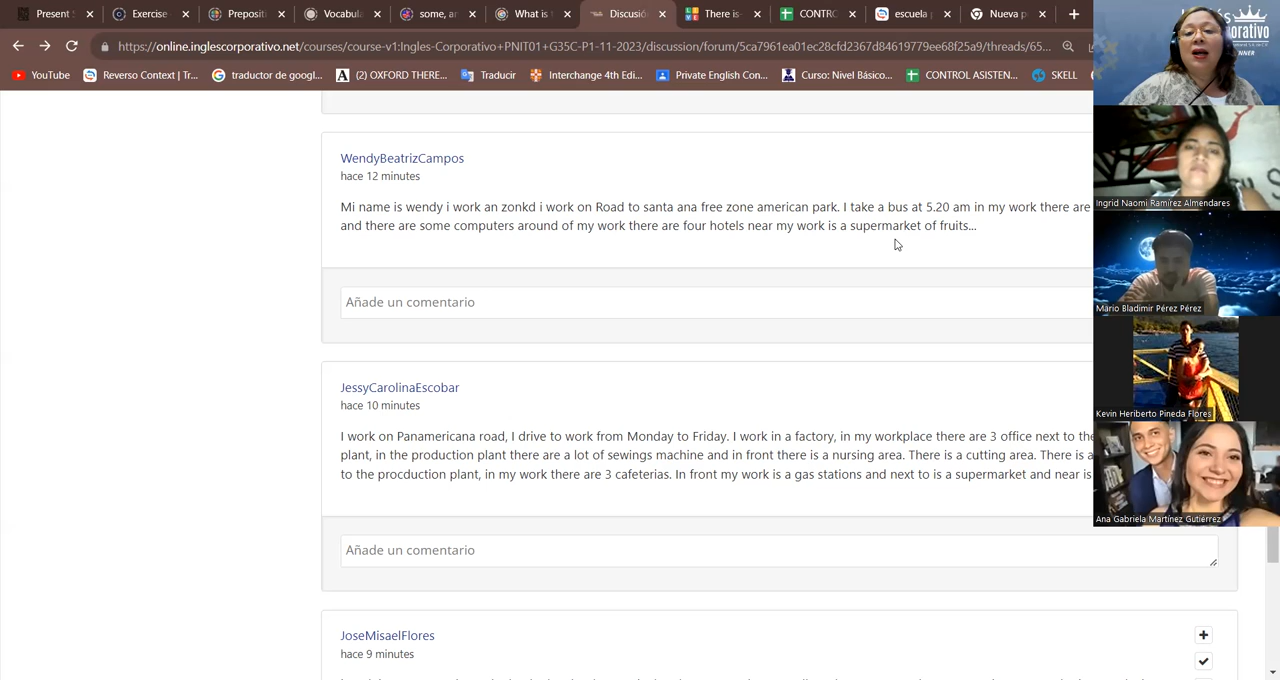 Present S
Exercise
Preposit
Vocabul
some, an
What is
Discusió
There is
CONTRO
escuela p
Nueva p
https://online.inglescorporativo.net/courses/course-v1:Ingles-Corporativo+PNIT01+G35C-P1-11-2023/discussion/forum/5ca7961ea01ec28cfd2367d84619779ee68f25a9/threads/65...
YouTube
Reverso Context | Tr...
traductor de googl...
(2) OXFORD THERE...
Traducir
Interchange 4th Edi...
Private English Con...
Curso: Nivel Básico...
CONTROL ASISTEN...
SKELL
WendyBeatrizCampos
hace 12 minutes
Mi name is wendy i work an zonkd i work on Road to santa ana free zone american park. I take a bus at 5.20 am in my work there are
and there are some computers around of my work there are four hotels near my work is a supermarket of fruits...
Añade un comentario
JessyCarolinaEscobar
hace 10 minutes
I work on Panamericana road, I drive to work from Monday to Friday. I work in a factory, in my workplace there are 3 office next to the
plant, in the production plant there are a lot of sewings machine and in front there is a nursing area. There is a cutting area. There is a
to the procduction plant, in my work there are 3 cafeterias. In front my work is a gas stations and next to is a supermarket and near is
Añade un comentario
JoseMisaelFlores
hace 9 minutes
Ingrid Naomi Ramírez Almendares
Mario Bladimir Pérez Pérez
Kevin Heriberto Pineda Flores
Ana Gabriela Martínez Gutiérrez